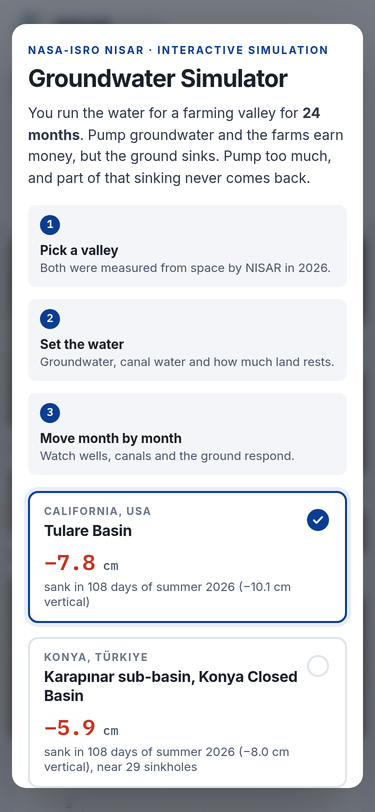 NASA-ISRO NISAR · INTERACTIVE SIMULATION
Groundwater Simulator
You run the water for a farming valley for 24
months. Pump groundwater and the farms earn
money, but the ground sinks. Pump too much,
and part of that sinking never comes back.
1
Pick a valley
Both were measured from space by NISAR in 2026.
2
Set the water
Groundwater, canal water and how much land rests.
3
Move month by month
Watch wells, canals and the ground respond.
CALIFORNIA, USA
Tulare Basin
−7.8 cm
sank in 108 days of summer 2026 (−10.1 cm
vertical)
KONYA, TÜRKIYE
Karapınar sub-basin, Konya Closed
Basin
−5.9 cm
sank in 108 days of summer 2026 (−8.0 cm
vertical), near 29 sinkholes